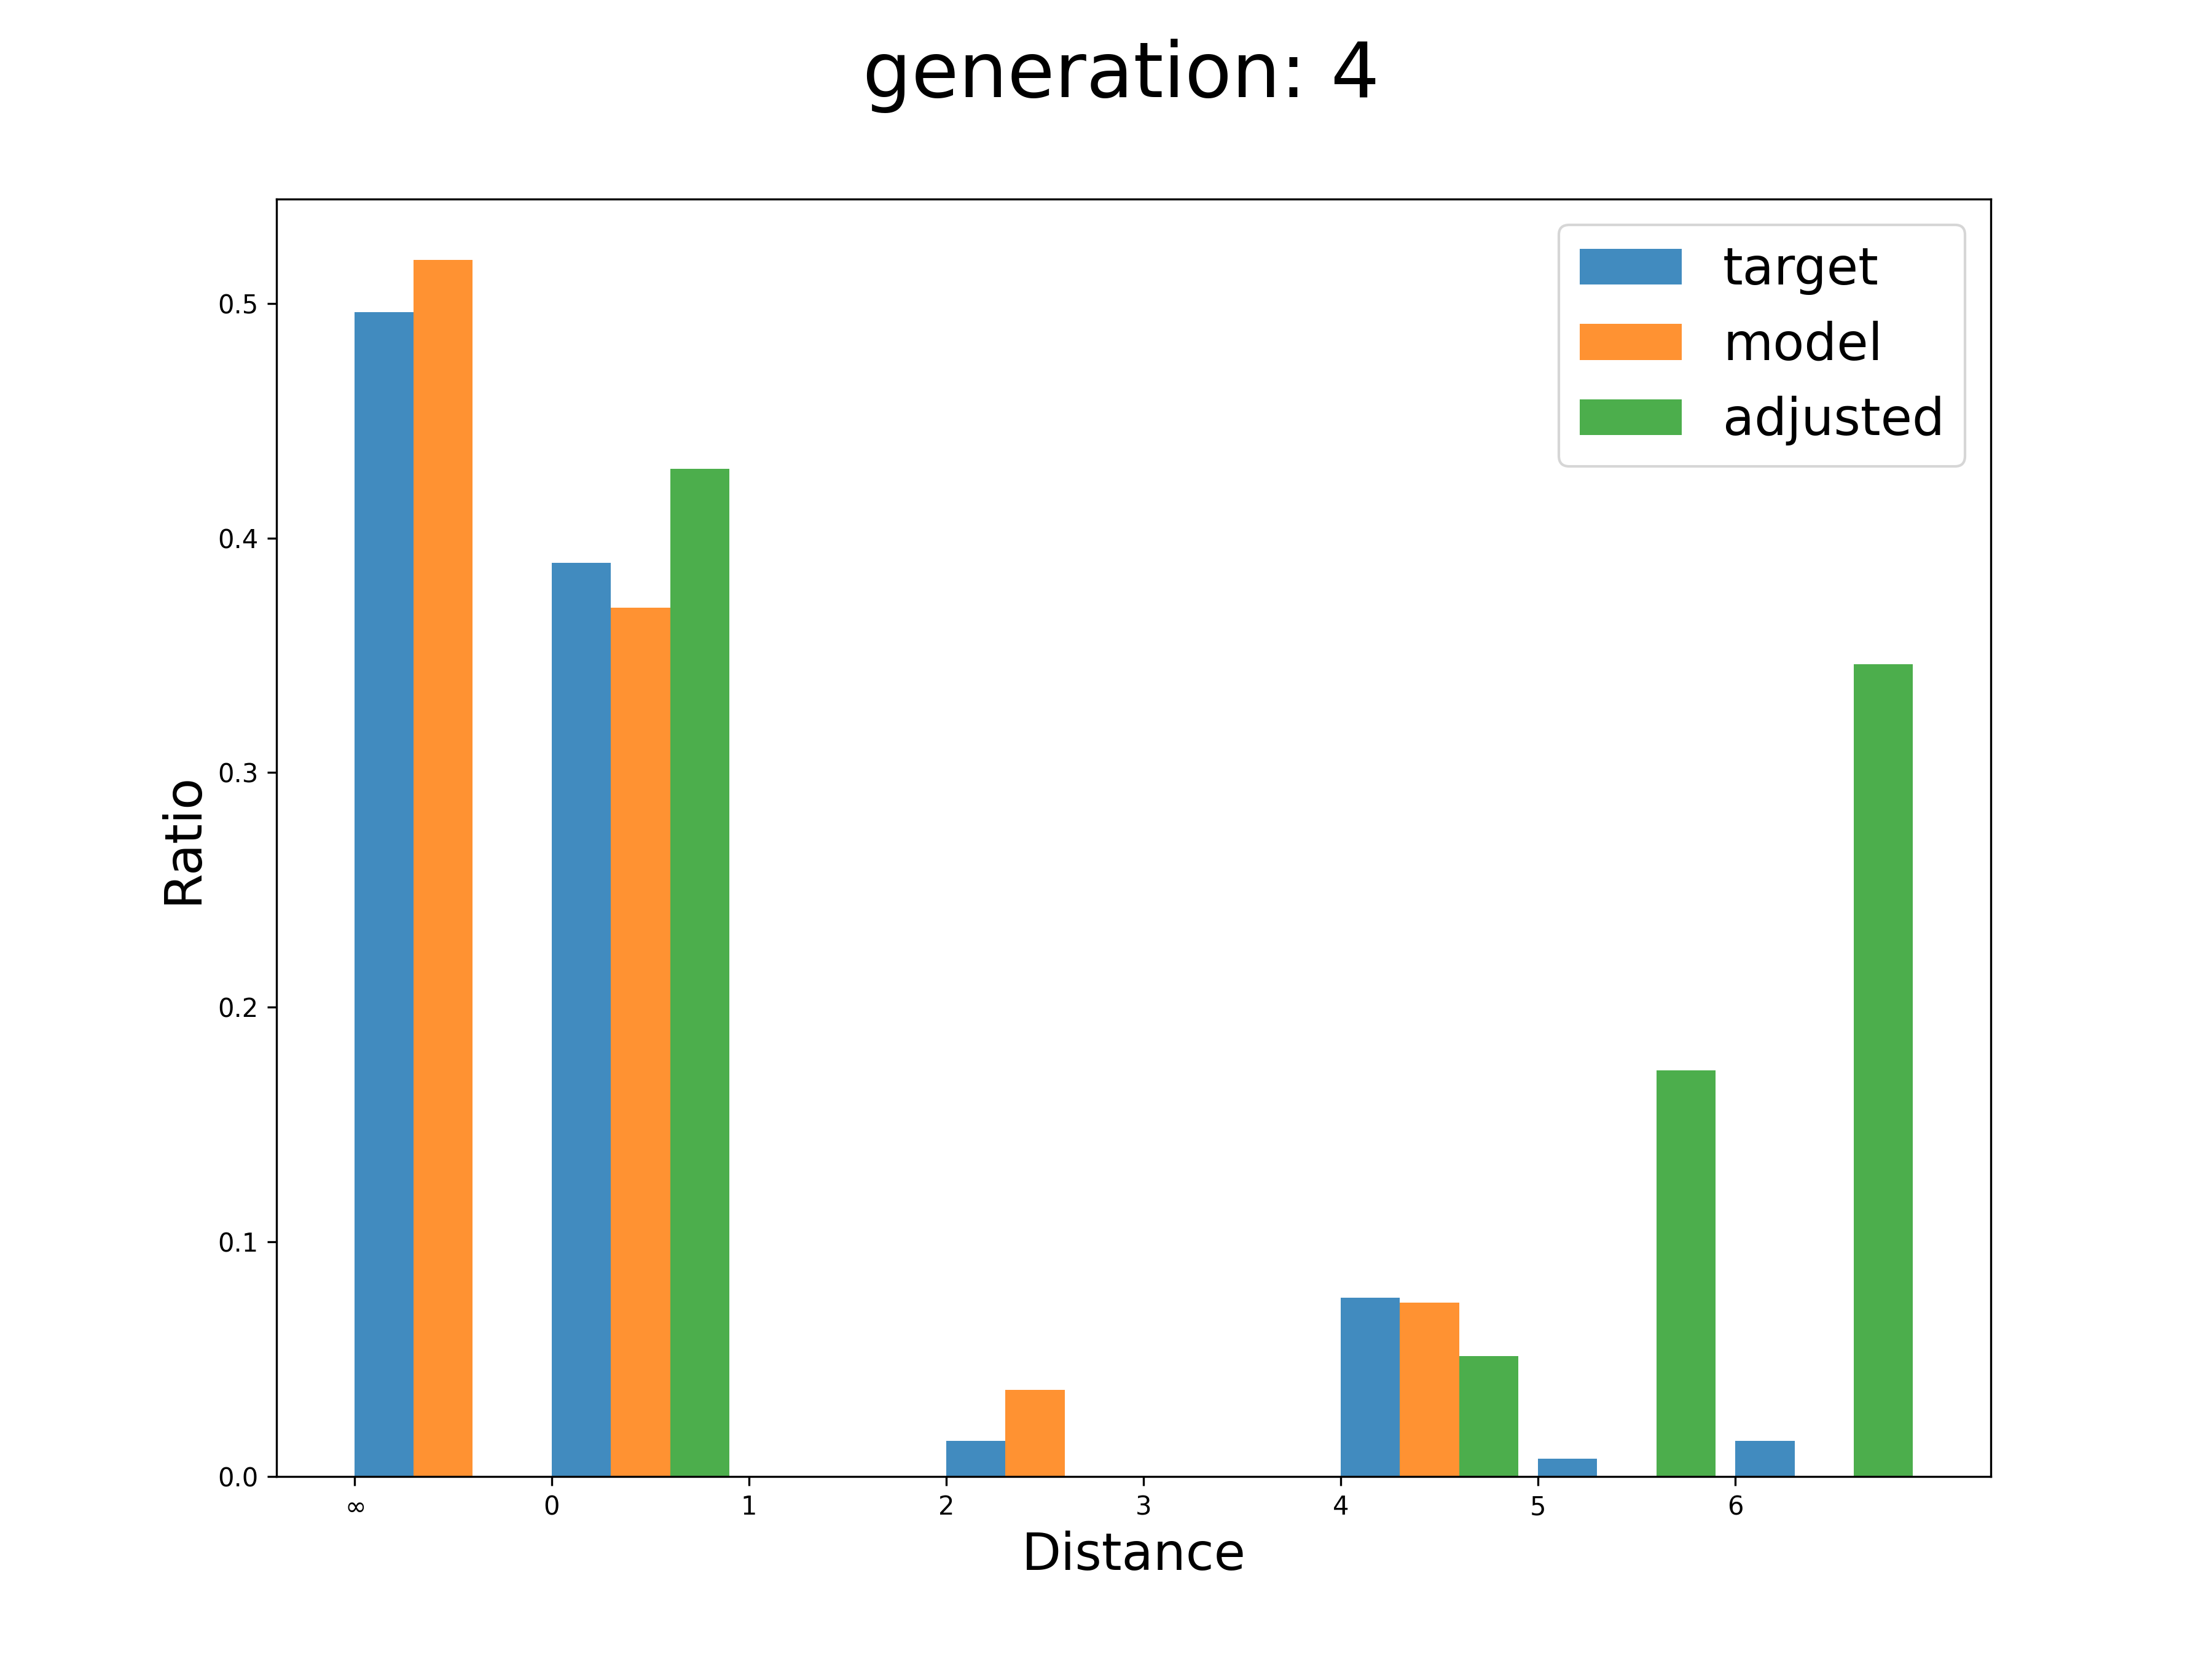 generation: 4
target
model
adjusted
0.5
0.4
0.3
0.2
0.1
0.0
Ratio
∞ 0 1 2 3 4 5 6
Distance